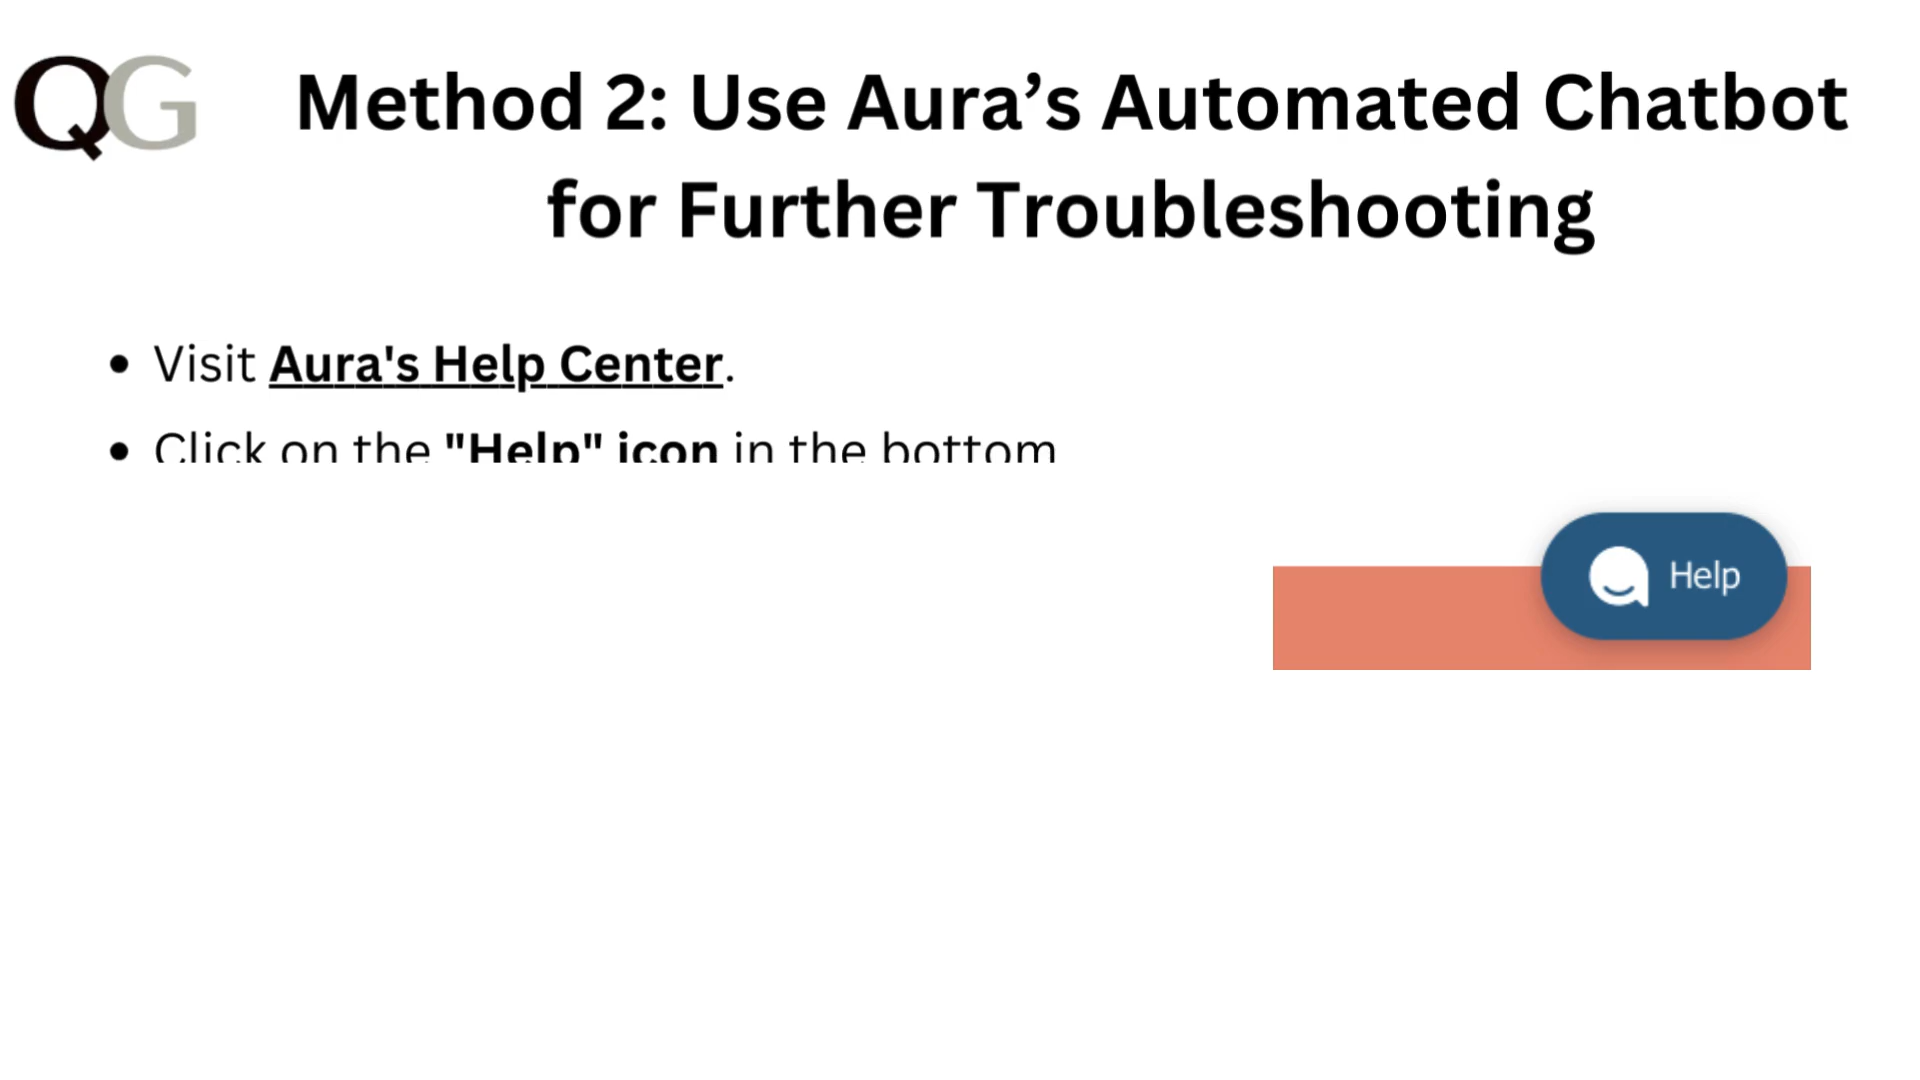 QG
Method 2: Use Aura’s Automated Chatbot
for Further Troubleshooting
• Visit Aura's Help Center.
• Click on the "Help" icon in the bottom
Help